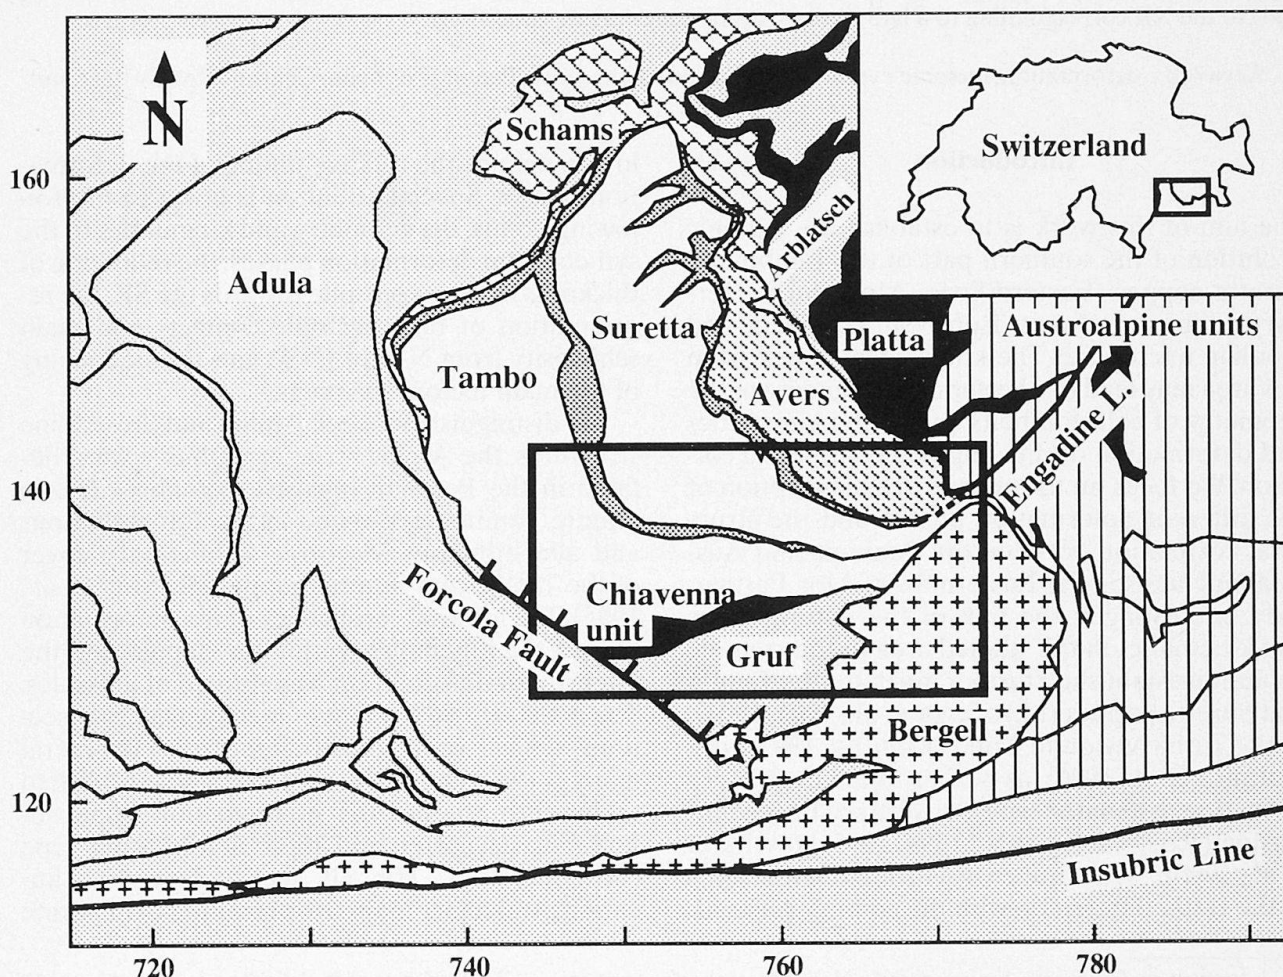 N
Schams
Switzerland
160
Adula
Arblatsch
Suretta
Platta
Austroalpine units
Tambo
Avers
Engadine L.
140
Forcola Fault
Chiavenna
unit
Gruf
Bergell
120
Insubric Line
720
740
760
780